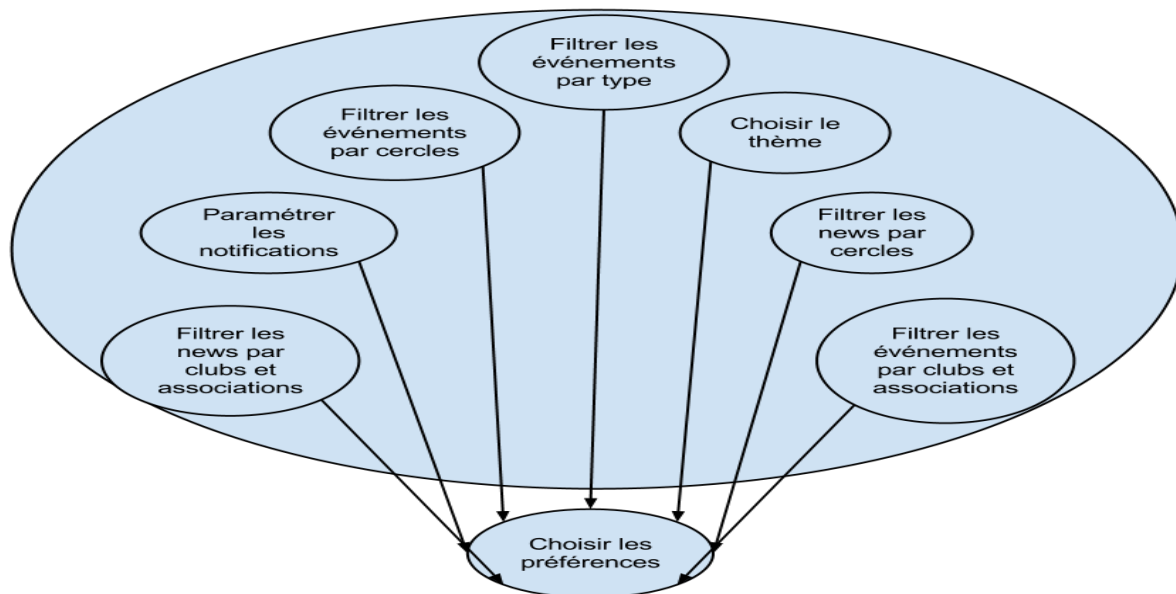 Filtrer les
événements
par type
Filtrer les
événements
par cercles
Choisir le
thème
Paramétrer
les
notifications
Filtrer les
news par
cercles
Filtrer les
news par
clubs et
associations
Filtrer les
événements
par clubs et
associations
Choisir les
préférences